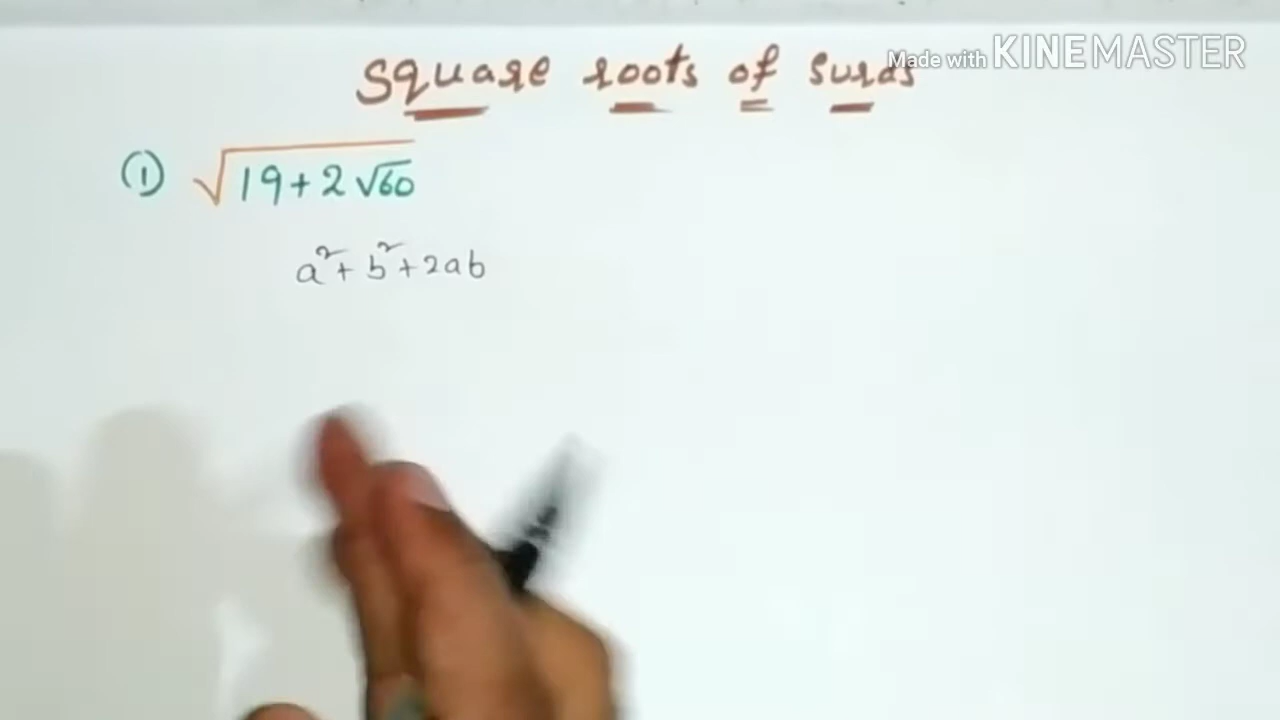 Square roots of surds
Made with KINEMASTER
① √(19+2√60)
a²+b²+2ab